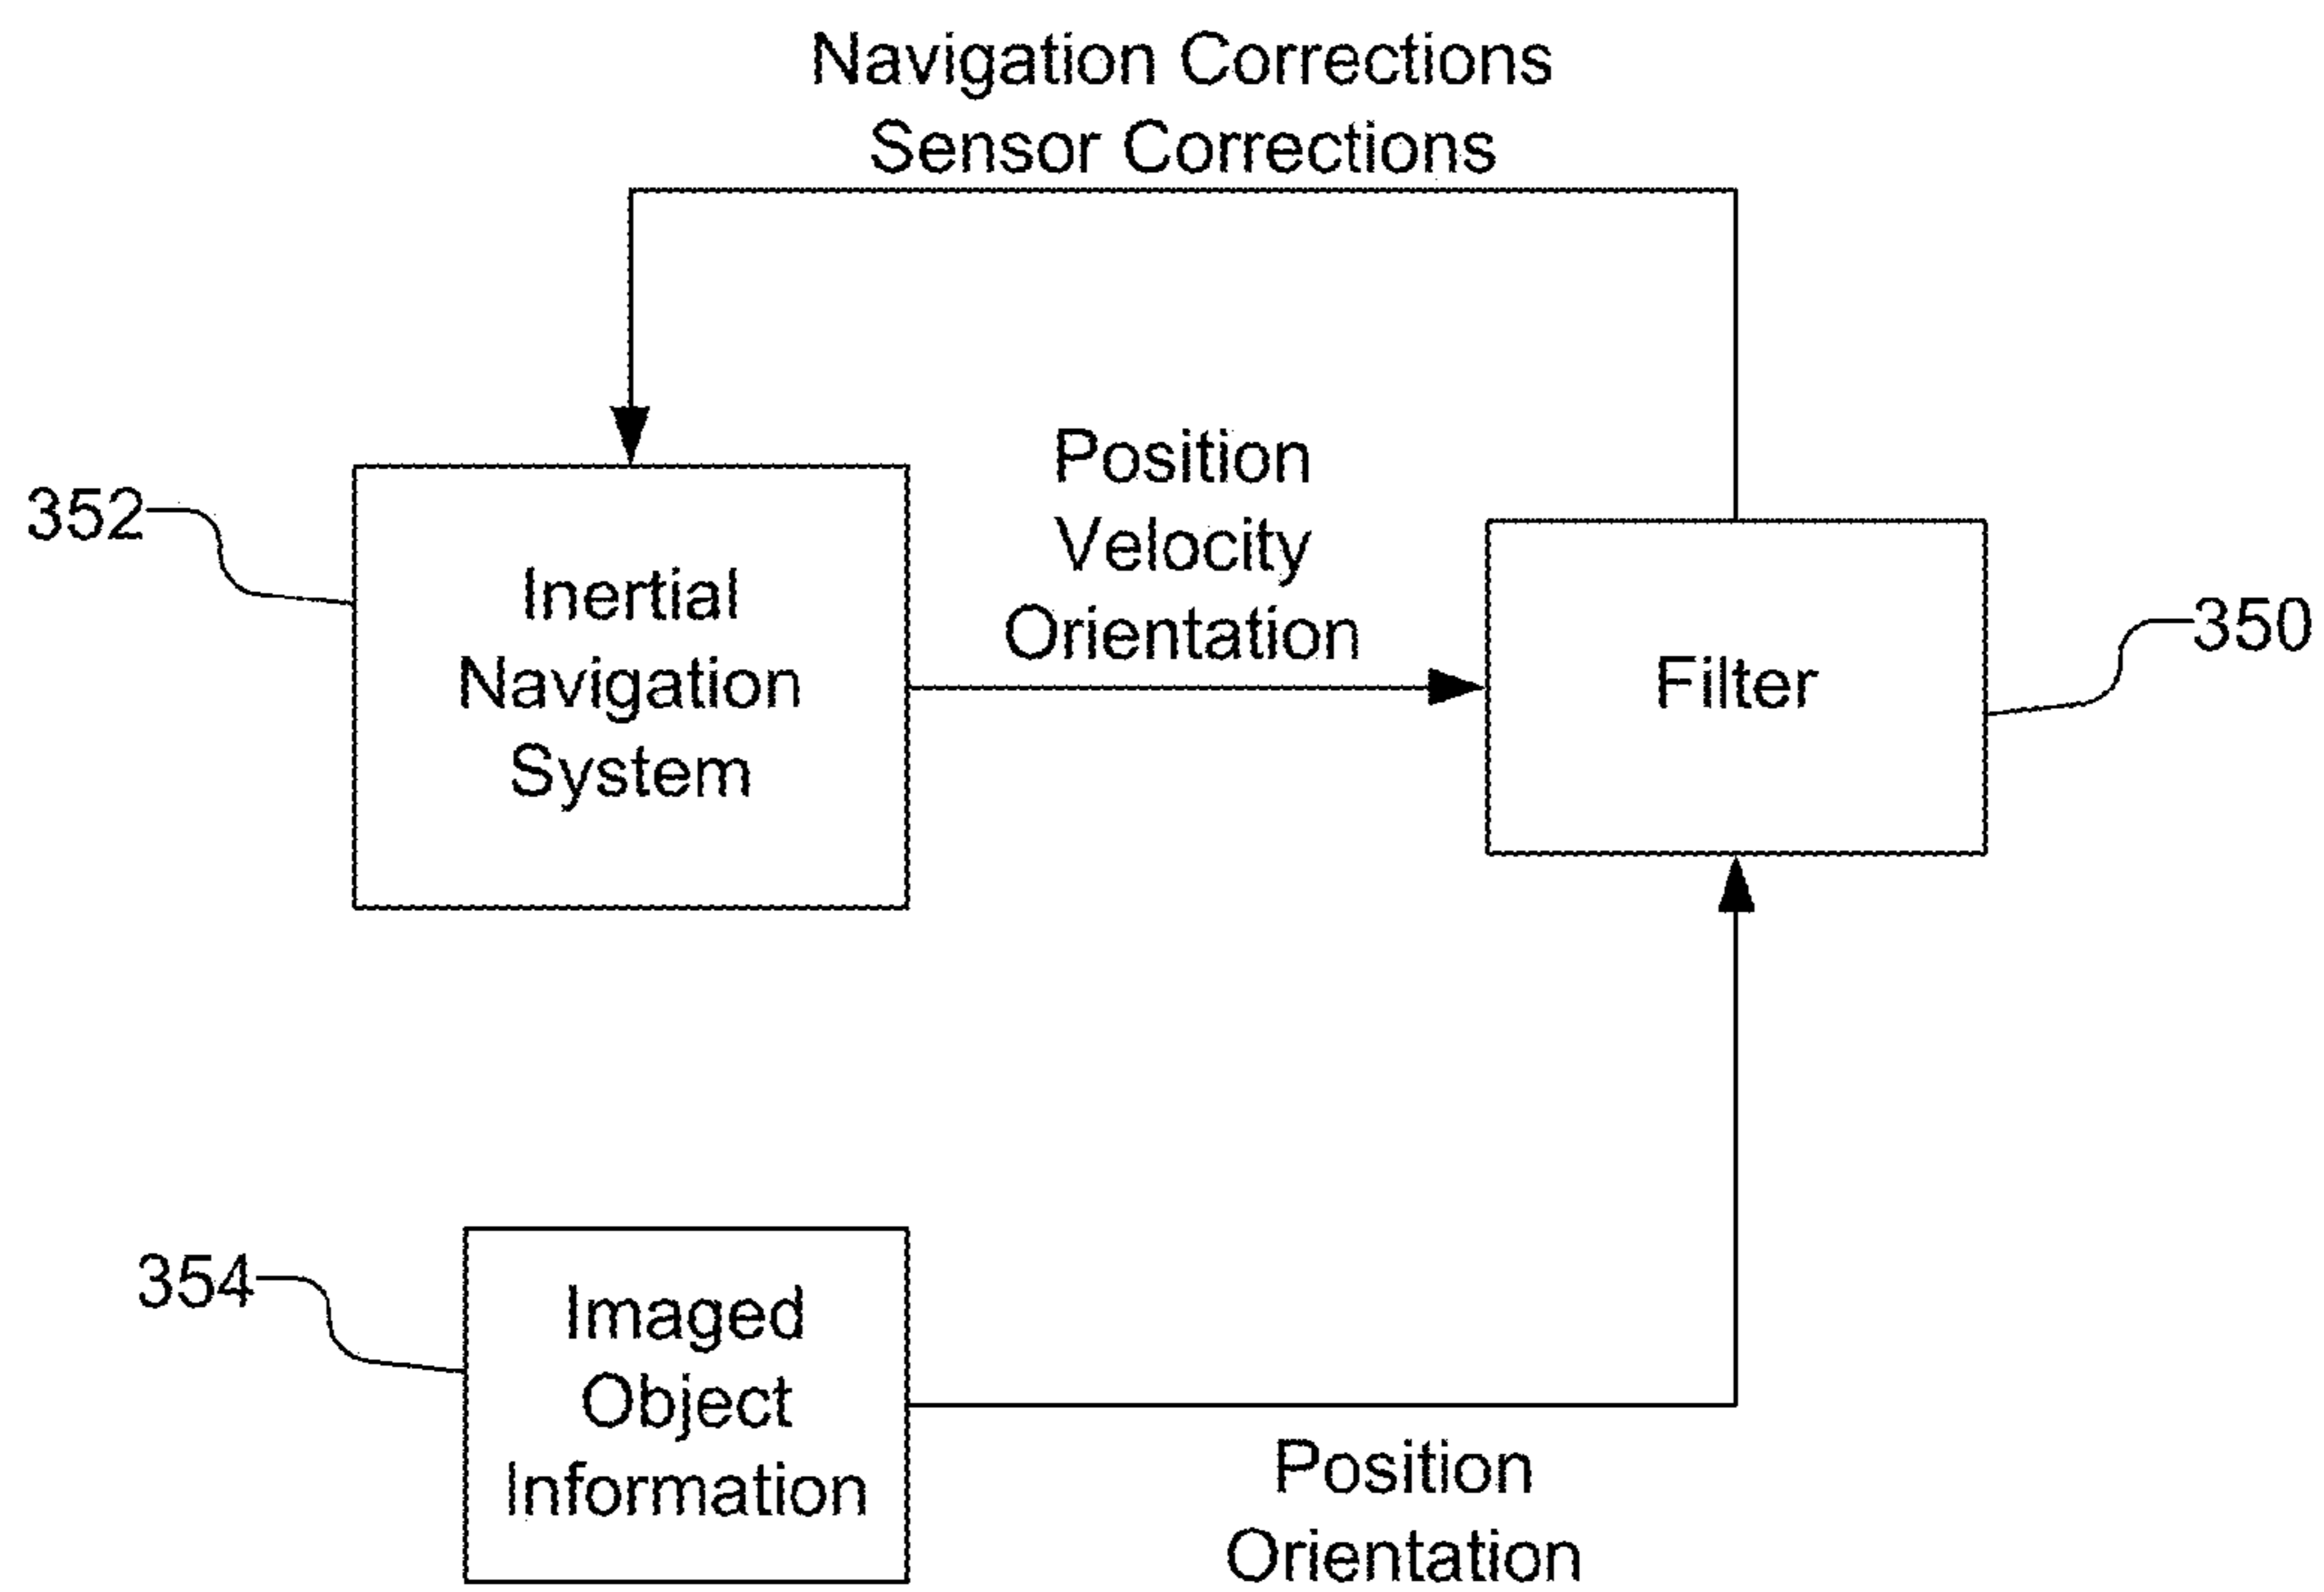 Navigation Corrections
Sensor Corrections
352
Inertial
Navigation
System
Position
Velocity
Orientation
Filter
350
354
Imaged
Object
Information
Position
Orientation